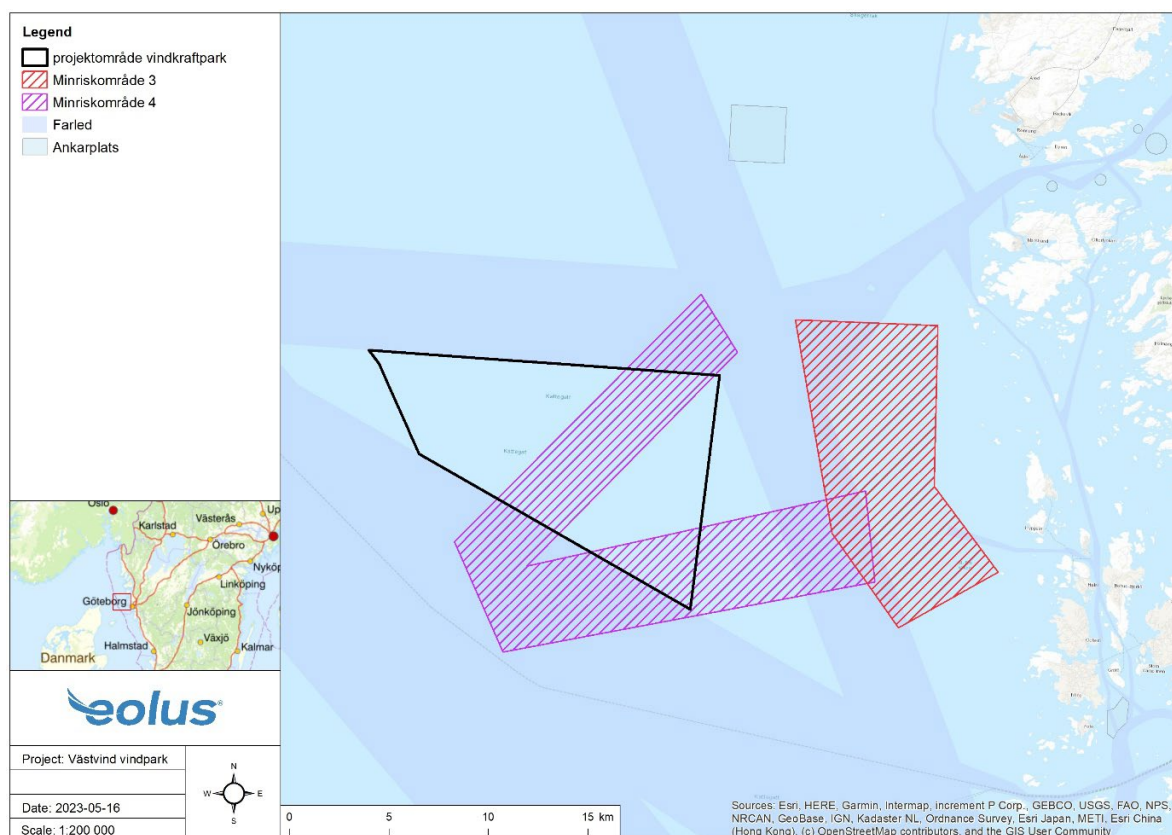 Legend
projektområde vindkraftpark
Minriskområde 3
Minriskområde 4
Farled
Ankarplats
Kattegatt
Kattegatt
Oslo
Karlstad
Västerås
Up
Örebro
Nyköp
Linköping
Göteborg
Jönköping
Växjö
Halmstad
Kalmar
Danmark
eolus®
Project: Västvind vindpark
Date: 2023-05-16
Scale: 1:200 000
N
W
E
S
0
5
10
15 km
Sources: Esri, HERE, Garmin, Intermap, increment P Corp., GEBCO, USGS, FAO, NPS,
NRCAN, GeoBase, IGN, Kadaster NL, Ordnance Survey, Esri Japan, METI, Esri China
(Hong Kong), (c) OpenStreetMap contributors, and the GIS User Community